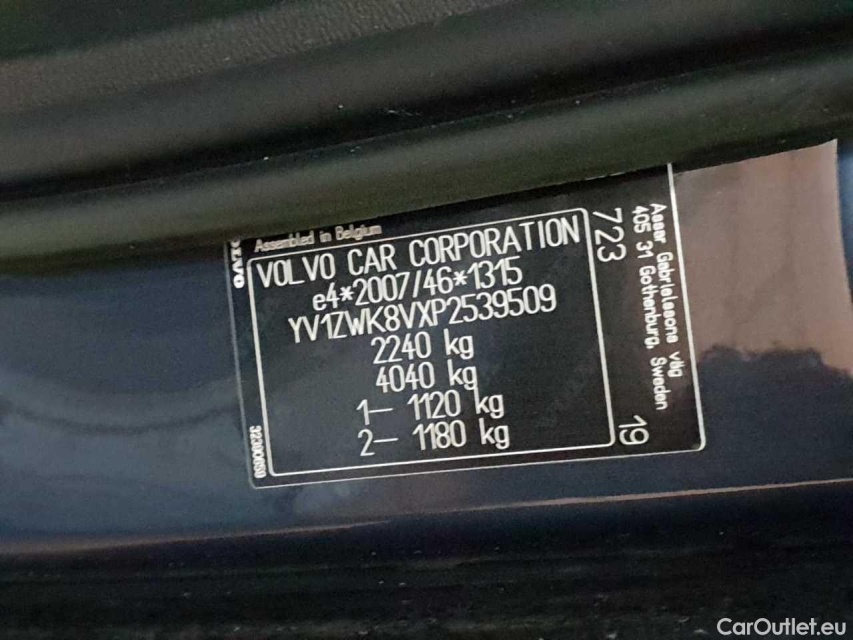 Assembled in Belgium
VOLVO
VOLVO CAR CORPORATION
e4*2007/46*1315
YV1ZWK8VXP2539509
2240 kg
4040 kg
1– 1120 kg
2– 1180 kg
723
19
Assar Gabrielssons väg
405 31 Gothenburg, Sweden
CarOutlet.eu